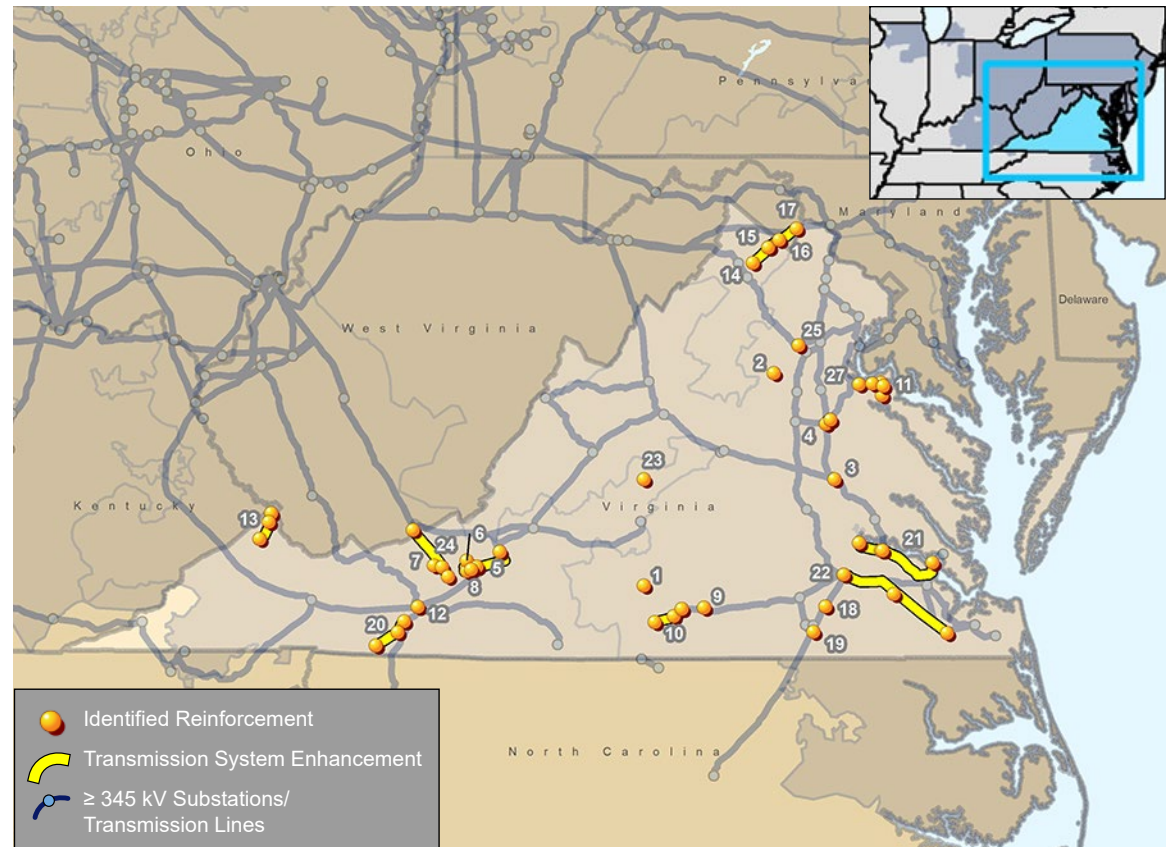 Pennsylva
Ohio
17
Maryland
15
16
14
Delaware
West Virginia
25
2
27
11
4
23
3
Kentucky
13
Virginia
6
24
7
5
8
21
22
1
9
12
10
18
20
19
Identified Reinforcement
Transmission System Enhancement
≥ 345 kV Substations/
Transmission Lines
North Carolina